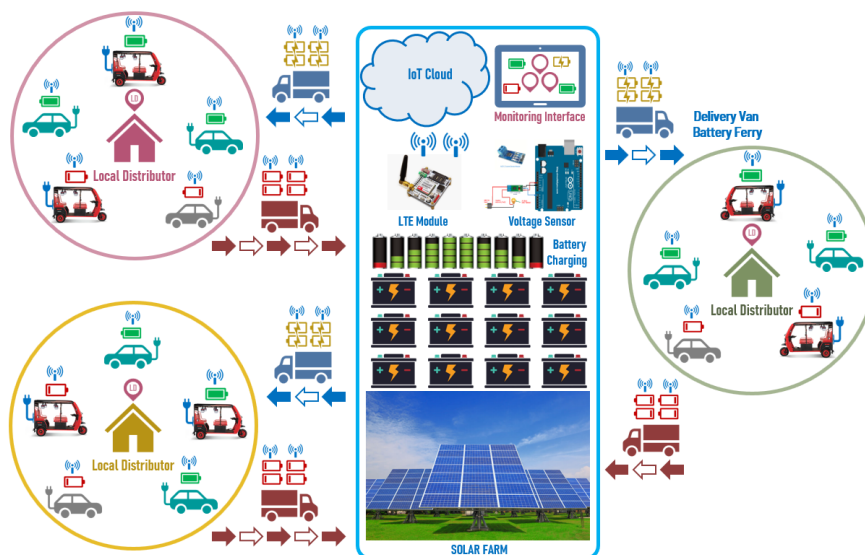 IoT Cloud
Monitoring Interface
LTE Module
Voltage Sensor
Battery
Charging
SOLAR FARM
LD
Local Distributor
LD
Local Distributor
Delivery Van
Battery Ferry
LD
Local Distributor